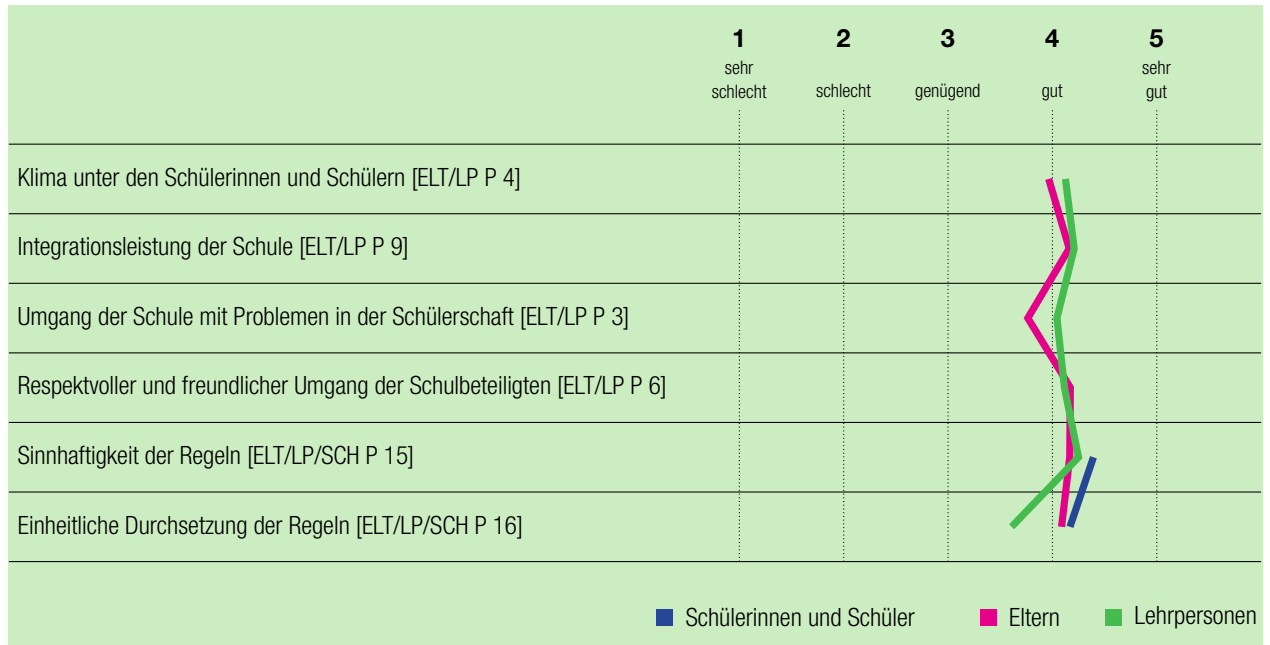 1 2 3 4 5
sehr schlecht schlecht genügend gut sehr gut
Klima unter den Schülerinnen und Schülern [ELT/LP P 4]
Integrationsleistung der Schule [ELT/LP P 9]
Umgang der Schule mit Problemen in der Schülerschaft [ELT/LP P 3]
Respektvoller und freundlicher Umgang der Schulbeteiligten [ELT/LP P 6]
Sinnhaftigkeit der Regeln [ELT/LP/SCH P 15]
Einheitliche Durchsetzung der Regeln [ELT/LP/SCH P 16]
Schülerinnen und Schüler Eltern Lehrpersonen